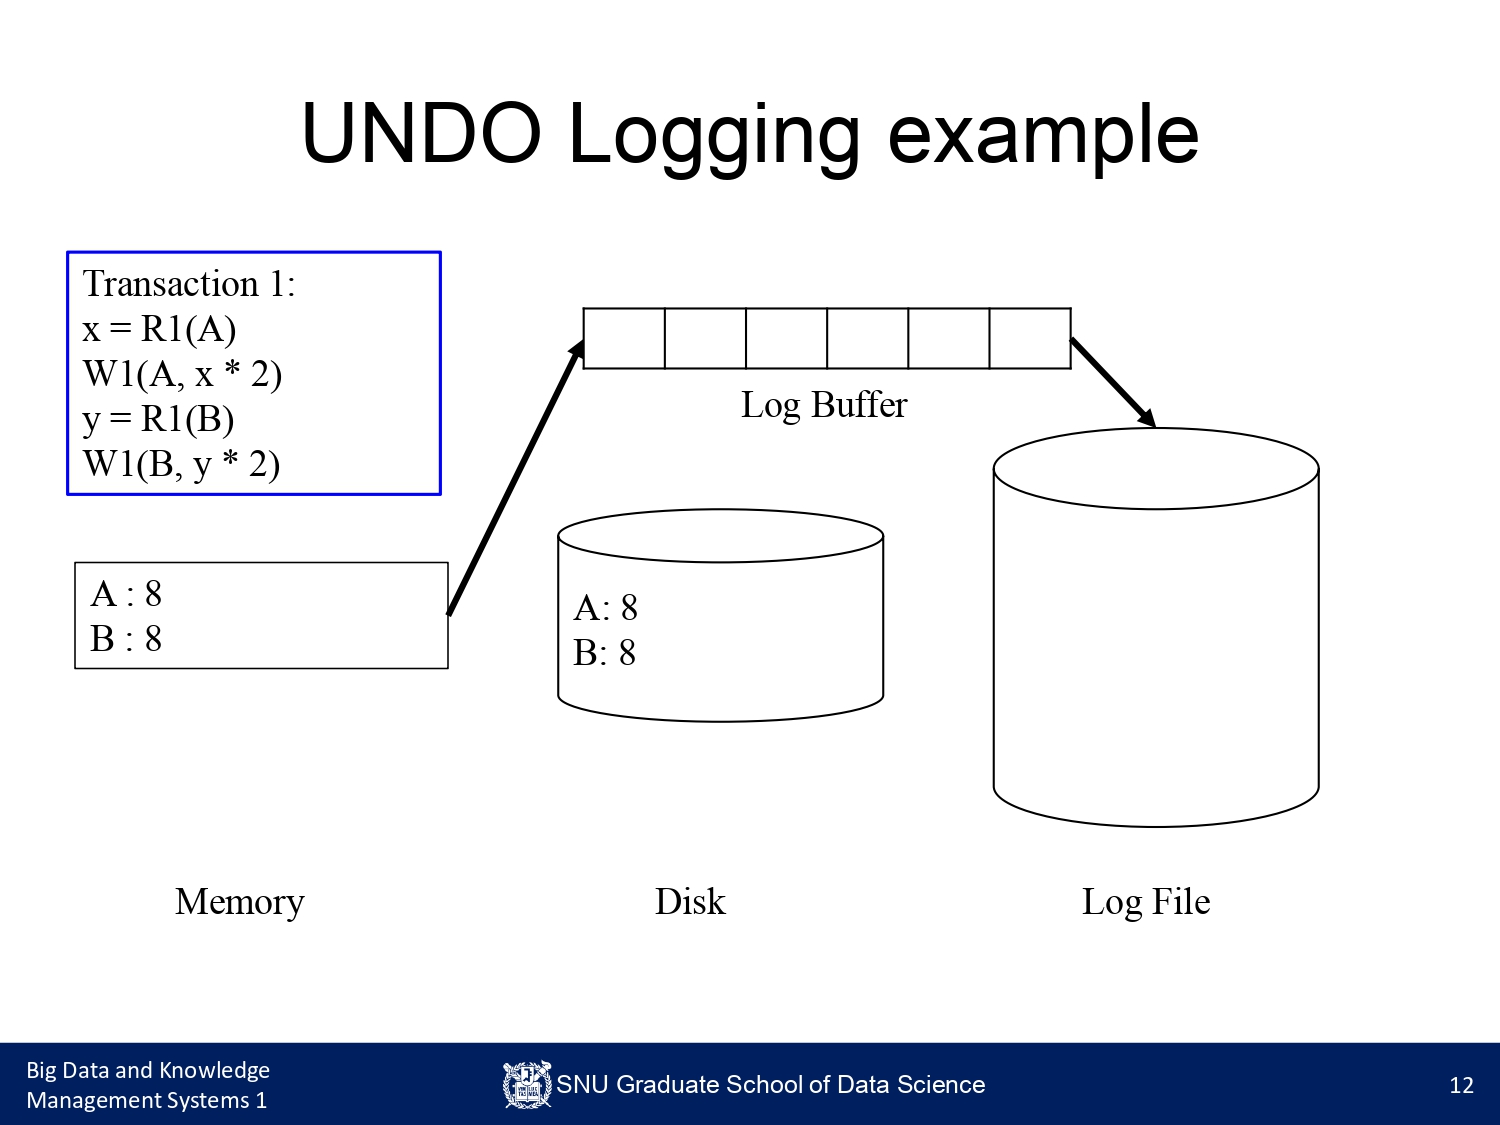 UNDO Logging example
Transaction 1:
x = R1(A)
W1(A, x * 2)
y = R1(B)
W1(B, y * 2)
Log Buffer
A : 8
B : 8
A: 8
B: 8
Memory
Disk
Log File
Big Data and Knowledge
Management Systems 1
SNU Graduate School of Data Science
12